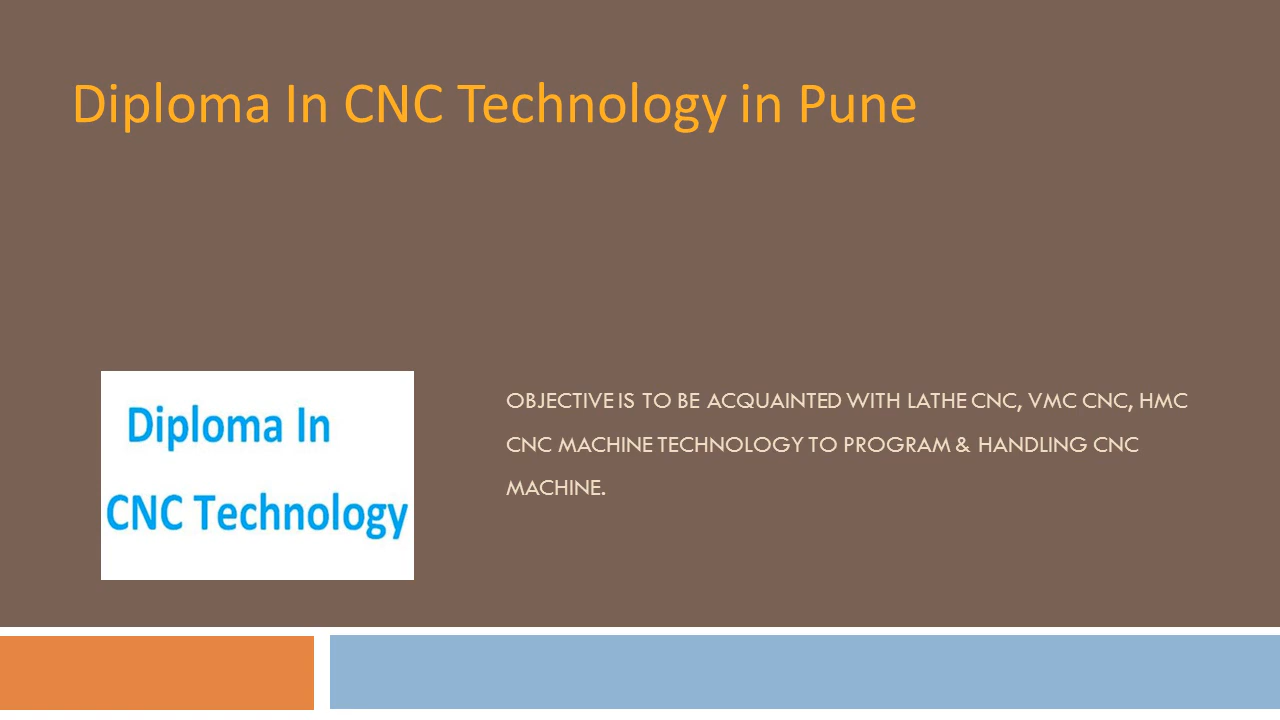 Diploma In CNC Technology in Pune
Diploma In
CNC Technology
OBJECTIVE IS TO BE ACQUAINTED WITH LATHE CNC, VMC CNC, HMC
CNC MACHINE TECHNOLOGY TO PROGRAM & HANDLING CNC
MACHINE.